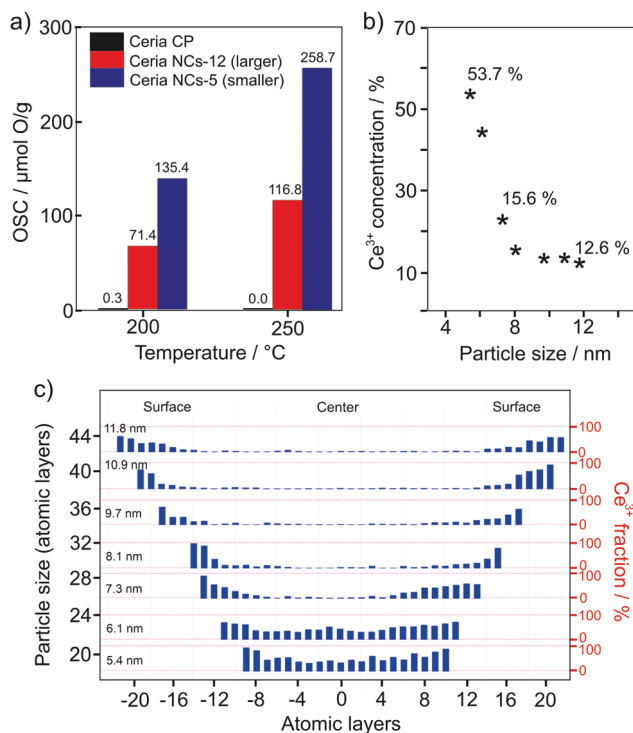 a)
Ceria CP
Ceria NCs-12 (larger)
Ceria NCs-5 (smaller)
OSC / µmol O/g
300
200
100
0
0.3
71.4
135.4
0.0
116.8
258.7
200
250
Temperature / °C
b)
Ce³⁺ concentration / %
70
50
30
10
53.7 %
15.6 %
12.6 %
4
8
12
Particle size / nm
c)
Surface
Center
Surface
Particle size (atomic layers)
44
40
36
32
28
24
20
11.8 nm
10.9 nm
9.7 nm
8.1 nm
7.3 nm
6.1 nm
5.4 nm
100
0
100
0
100
0
100
0
100
0
100
0
100
0
Ce³⁺ fraction / %
-20 -16 -12 -8 -4 0 4 8 12 16 20
Atomic layers